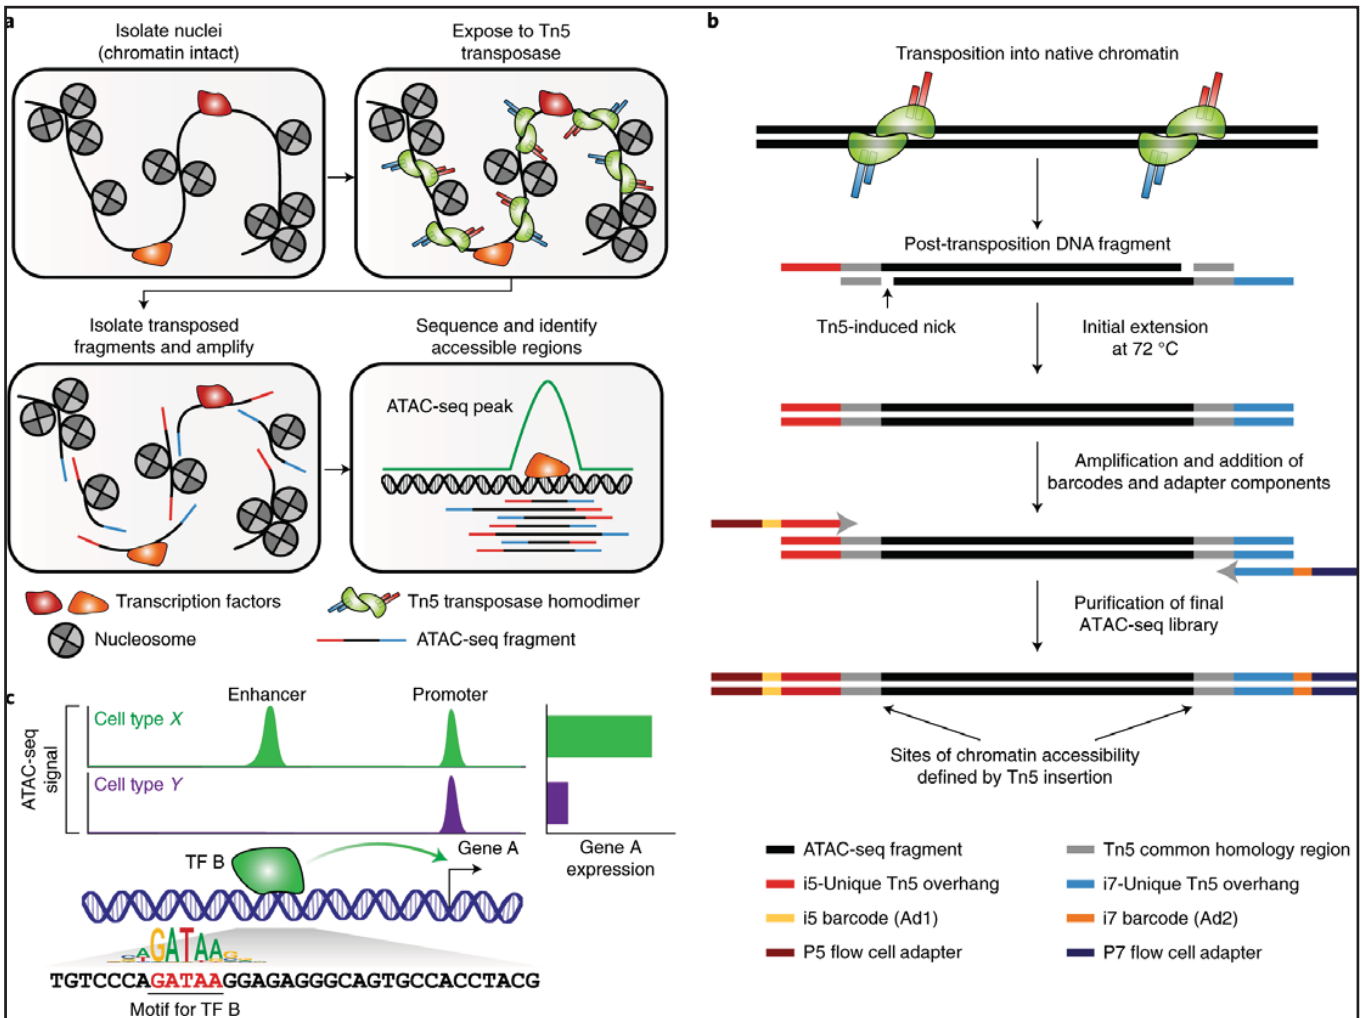 a
Isolate nuclei
(chromatin intact)
Expose to Tn5
transposase
Isolate transposed
fragments and amplify
Sequence and identify
accessible regions
ATAC-seq peak
Transcription factors
Tn5 transposase homodimer
Nucleosome
ATAC-seq fragment
b
Transposition into native chromatin
Post-transposition DNA fragment
Tn5-induced nick
Initial extension
at 72 °C
Amplification and addition of
barcodes and adapter components
Purification of final
ATAC-seq library
Sites of chromatin accessibility
defined by Tn5 insertion
ATAC-seq fragment
Tn5 common homology region
i5-Unique Tn5 overhang
i7-Unique Tn5 overhang
i5 barcode (Ad1)
i7 barcode (Ad2)
P5 flow cell adapter
P7 flow cell adapter
c
Enhancer
Promoter
ATAC-seq
signal
Cell type X
Cell type Y
TF B
Gene A
Gene A
expression
GATAA
TGTCCCAGATAAGGAGAGGGCAGTGCCACCTACG
Motif for TF B